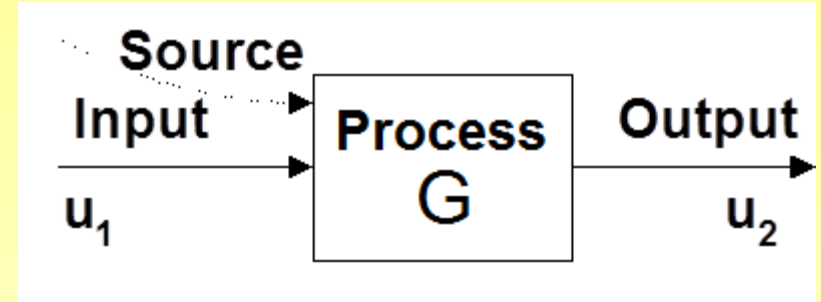 Source
Input
Process
Output
G
u₁
u₂